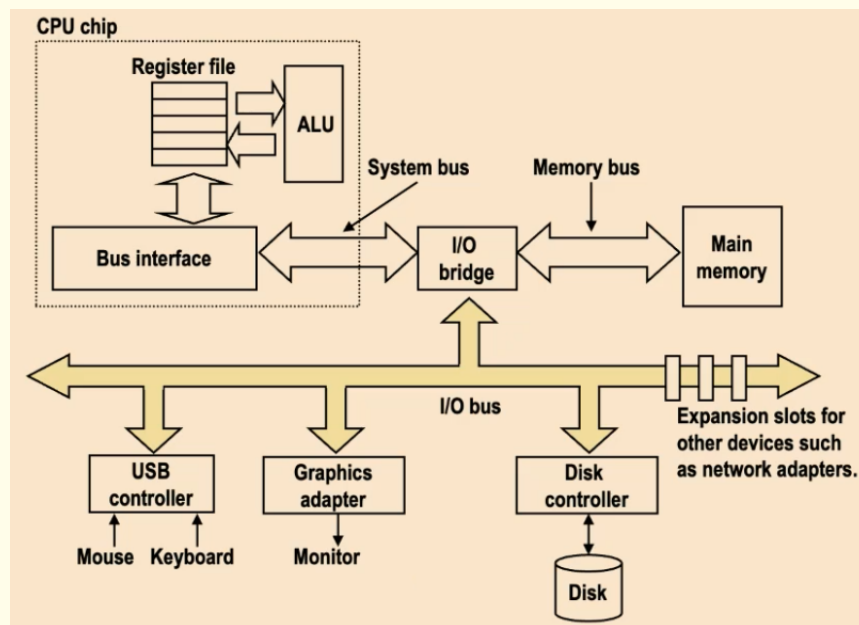 CPU chip
Register file
ALU
System bus
Memory bus
Bus interface
I/O
bridge
Main
memory
I/O bus
Expansion slots for
other devices such
as network adapters.
USB
controller
Graphics
adapter
Disk
controller
Mouse
Keyboard
Monitor
Disk